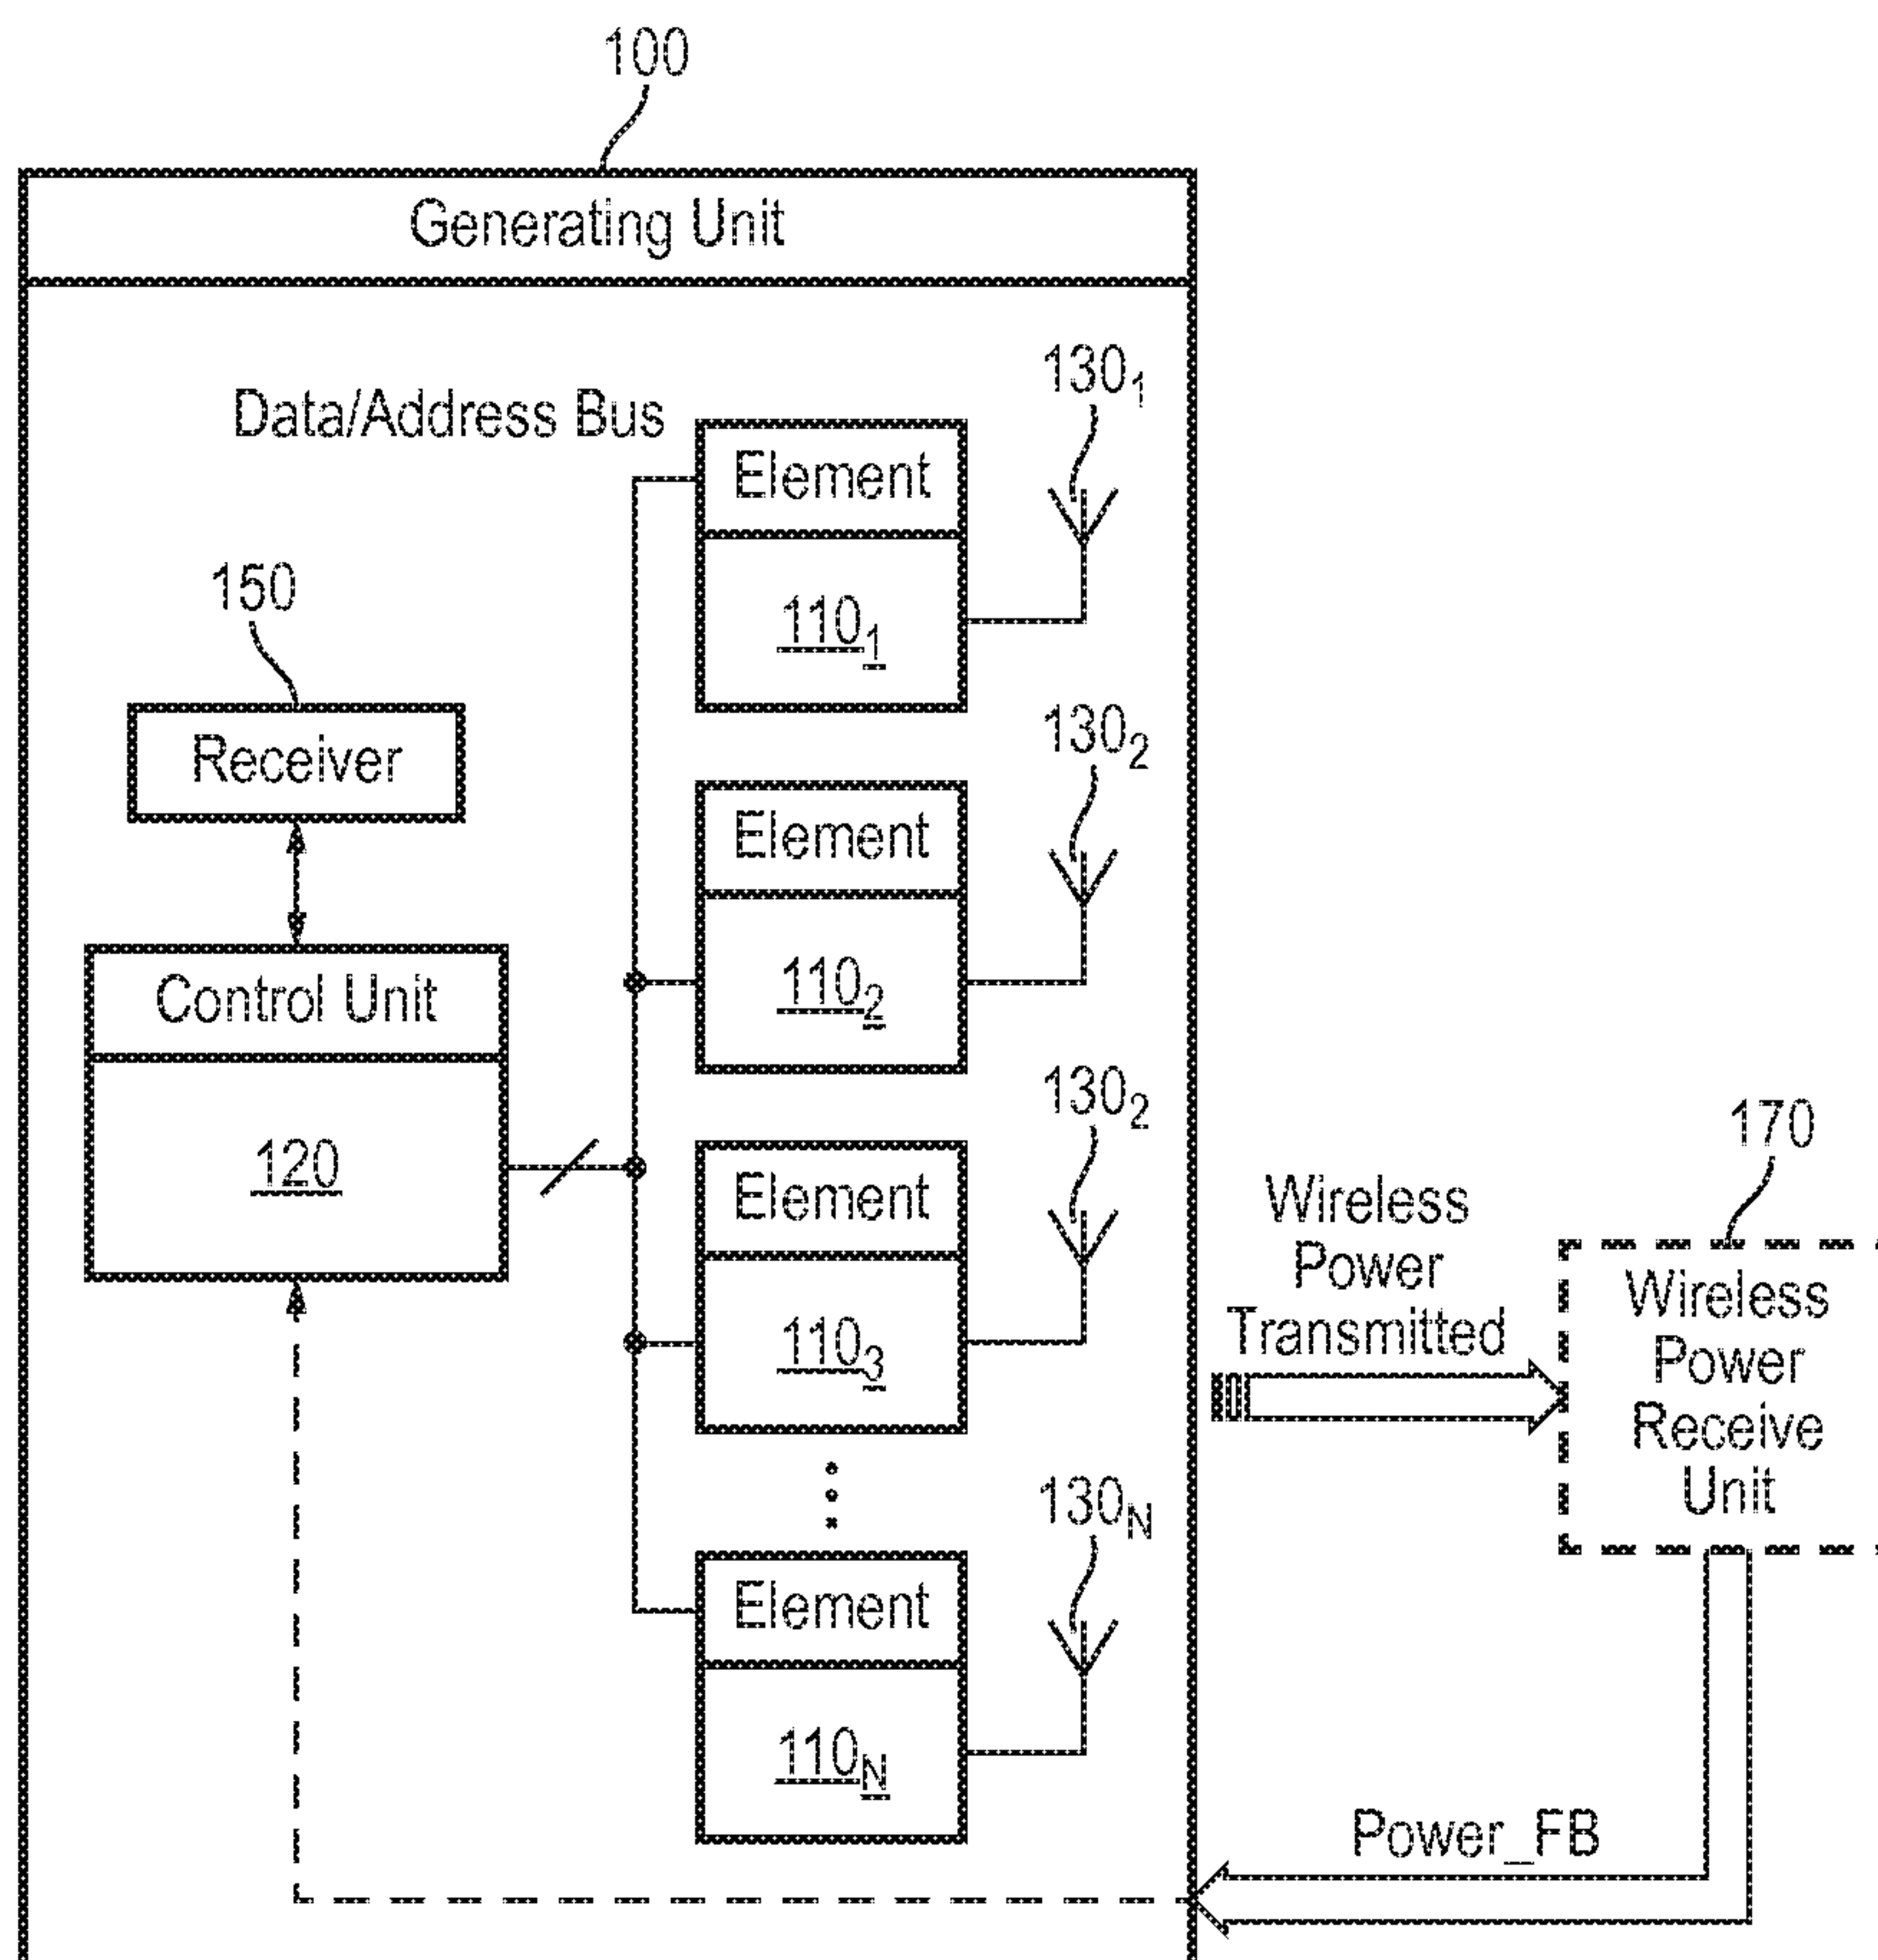 100
Generating Unit
Data/Address Bus
130₁
Element
110₁
150
Receiver
130₂
Element
110₂
Control Unit
120
130₂
Element
110₃
Wireless
Power
Transmitted
170
Wireless
Power
Receive
Unit
130N
Element
110N
Power_FB